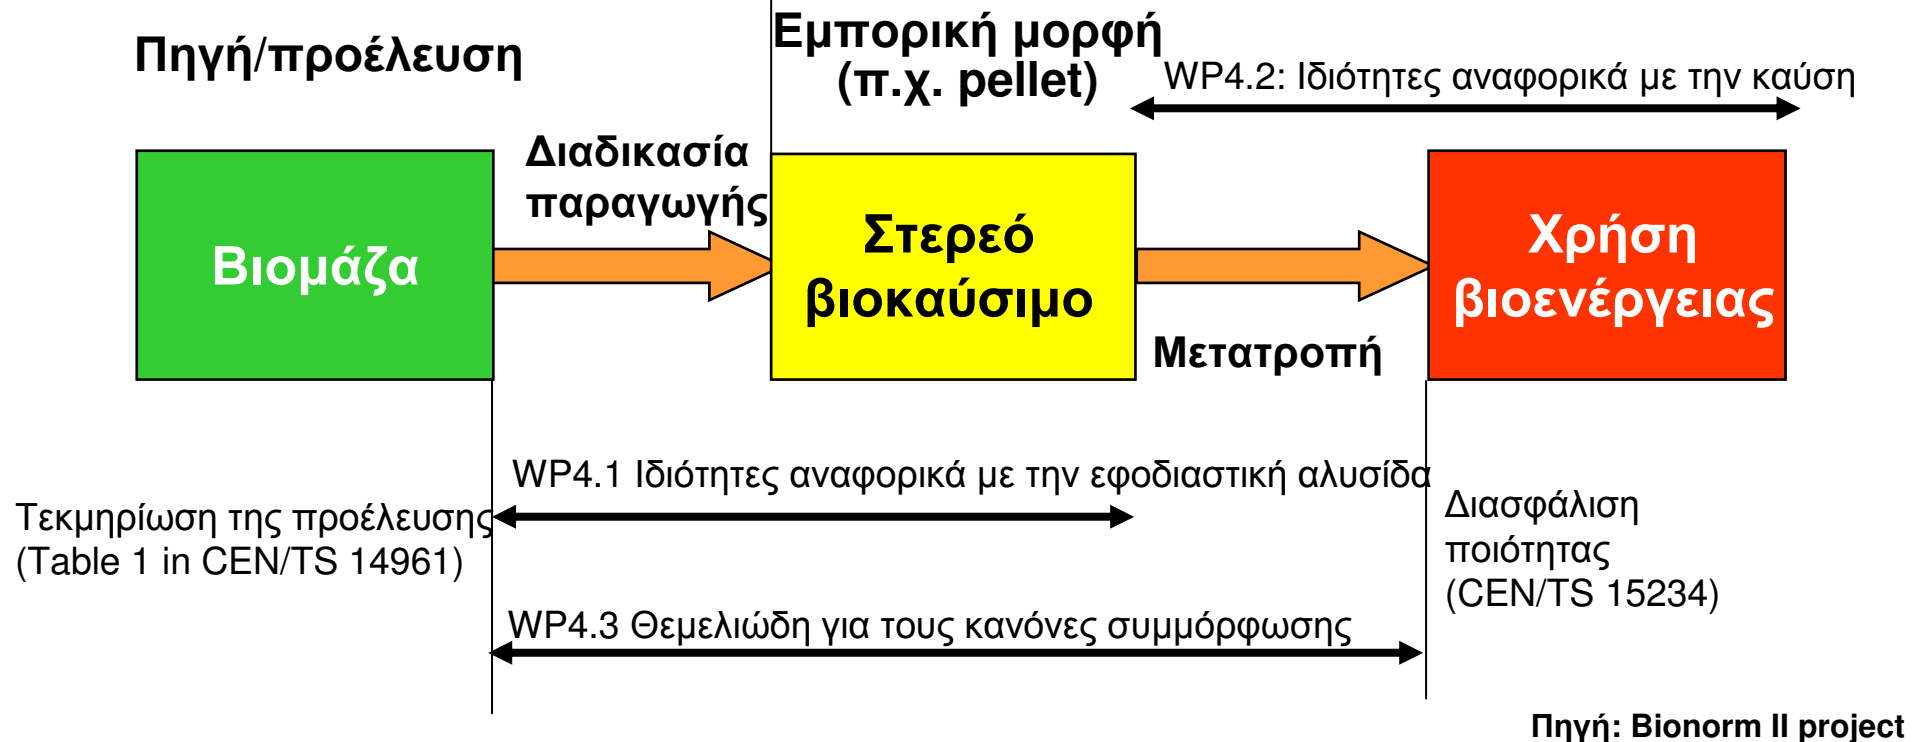 Πηγή/προέλευση
Εμπορική μορφή
(π.χ. pellet)
WP4.2: Ιδιότητες αναφορικά με την καύση
Διαδικασία
παραγωγής
Βιομάζα
Στερεό
βιοκαύσιμο
Χρήση
βιοενέργειας
Μετατροπή
WP4.1 Ιδιότητες αναφορικά με την εφοδιαστική αλυσίδα
Τεκμηρίωση της προέλευσης
(Table 1 in CEN/TS 14961)
Διασφάλιση
ποιότητας
(CEN/TS 15234)
WP4.3 Θεμελιώδη για τους κανόνες συμμόρφωσης
Πηγή: Bionorm II project